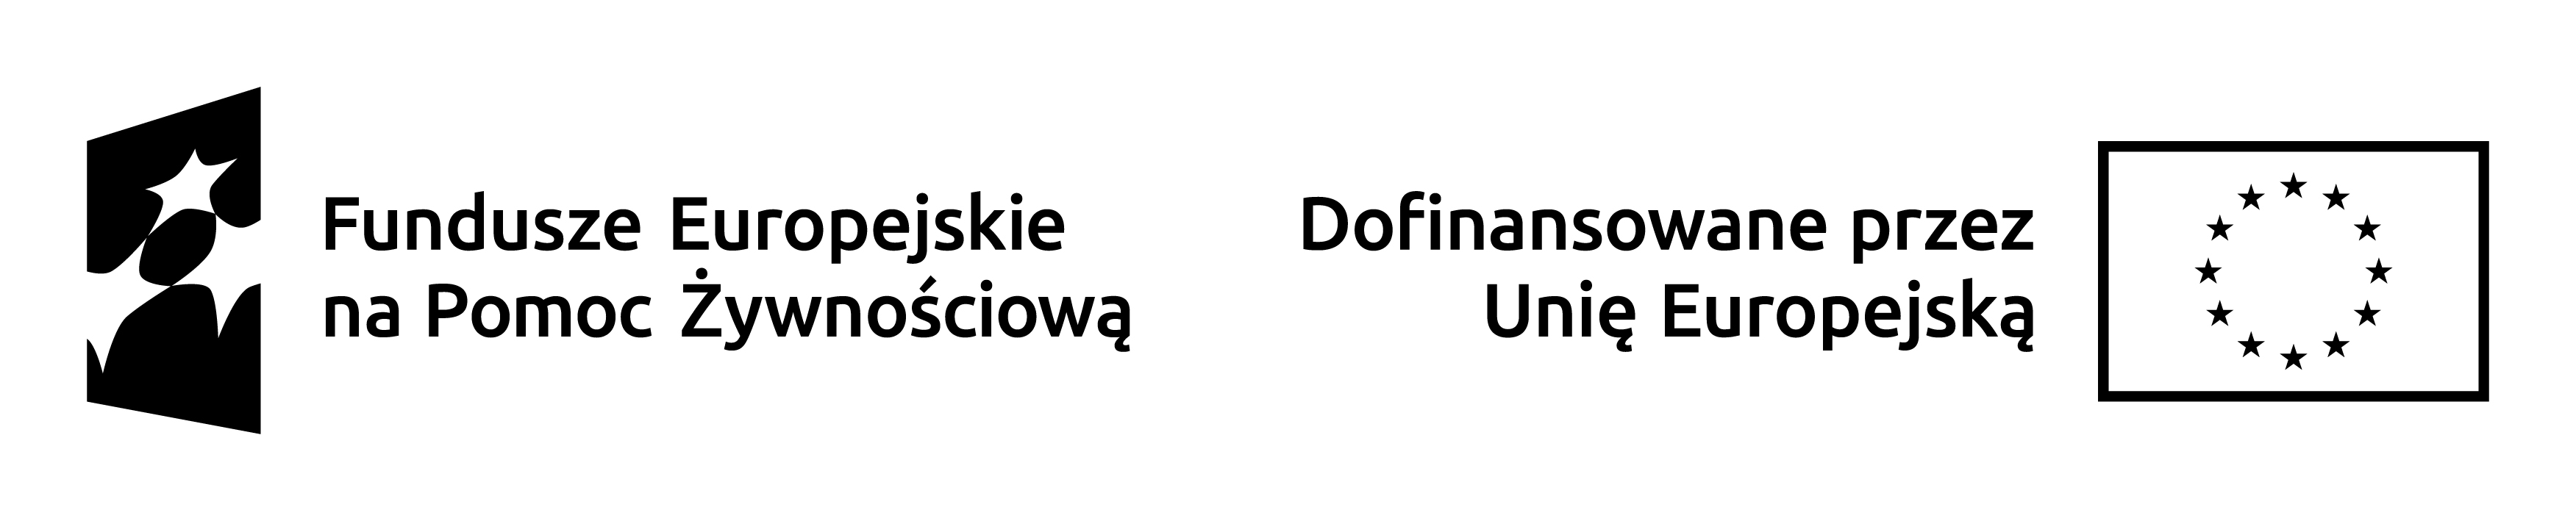 Fundusze Europejskie
na Pomoc Żywnościową
Dofinansowane przez
Unię Europejską